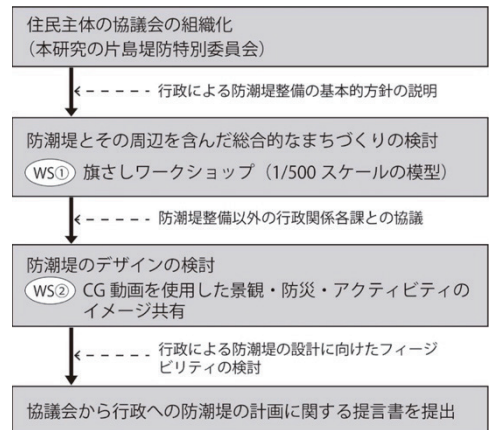 住民主体の協議会の組織化
（本研究の片島堤防特別委員会）
行政による防潮堤整備の基本的方針の説明
防潮堤とその周辺を含んだ総合的なまちづくりの検討
WS① 旗さしワークショップ（1/500 スケールの模型）
防潮堤整備以外の行政関係各課との協議
防潮堤のデザインの検討
WS② CG 動画を使用した景観・防災・アクティビティの
イメージ共有
行政による防潮堤の設計に向けたフィージ
ビリティの検討
協議会から行政への防潮堤の計画に関する提言書を提出